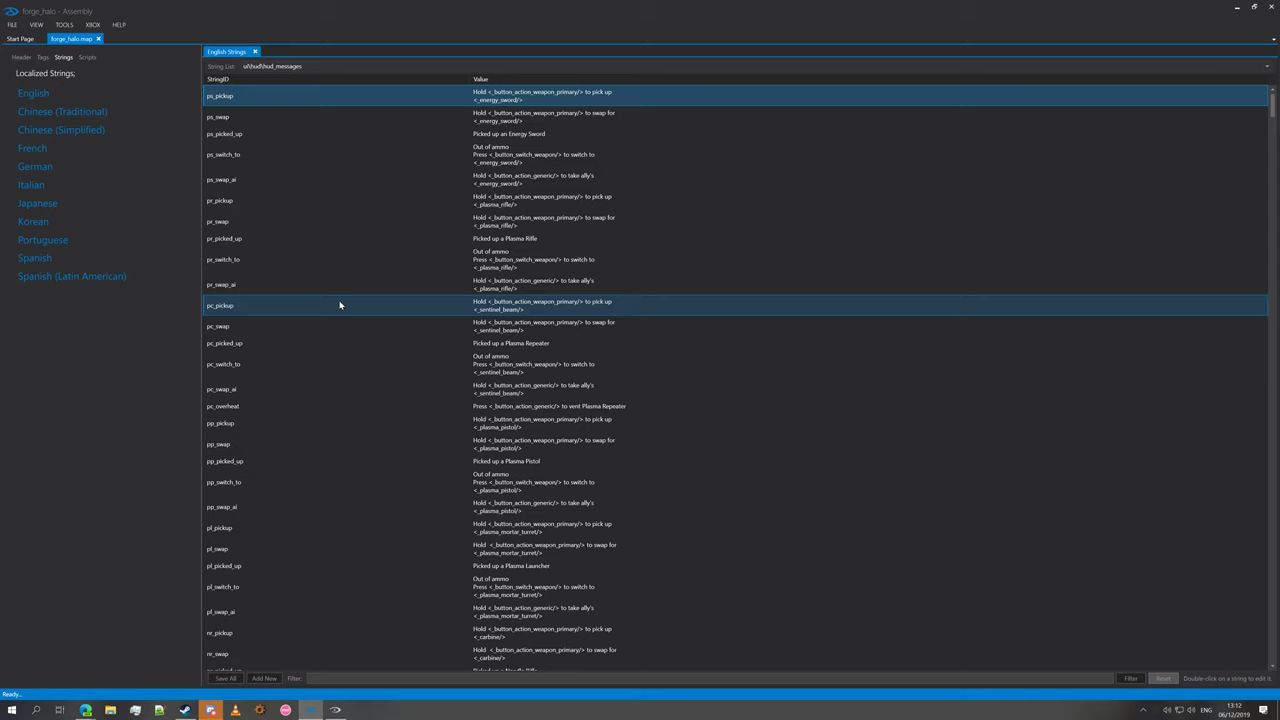 forge_halo - Assembly
FILE VIEW TOOLS XBOX HELP
Start Page forge_halo.map
Header Tags Strings Scripts
Localized Strings;
English
Chinese (Traditional)
Chinese (Simplified)
French
German
Italian
Japanese
Korean
Portuguese
Spanish
Spanish (Latin American)
English Strings
String List: ui\hud\hud_messages
StringID Value
ps_pickup Hold <_button_action_weapon_primary/> to pick up
<_energy_sword/>
ps_swap Hold <_button_action_weapon_primary/> to swap for
<_energy_sword/>
ps_picked_up Picked up an Energy Sword
Out of ammo
ps_switch_to Press <_button_switch_weapon/> to switch to
<_energy_sword/>
ps_swap_ai Hold <_button_action_generic/> to take ally's
<_energy_sword/>
pr_pickup Hold <_button_action_weapon_primary/> to pick up
<_plasma_rifle/>
pr_swap Hold <_button_action_weapon_primary/> to swap for
<_plasma_rifle/>
pr_picked_up Picked up a Plasma Rifle
Out of ammo
pr_switch_to Press <_button_switch_weapon/> to switch to
<_plasma_rifle/>
pr_swap_ai Hold <_button_action_generic/> to take ally's
<_plasma_rifle/>
pc_pickup Hold <_button_action_weapon_primary/> to pick up
<_sentinel_beam/>
pc_swap Hold <_button_action_weapon_primary/> to swap for
<_sentinel_beam/>
pc_picked_up Picked up a Plasma Repeater
Out of ammo
pc_switch_to Press <_button_switch_weapon/> to switch to
<_sentinel_beam/>
pc_swap_ai Hold <_button_action_generic/> to take ally's
<_sentinel_beam/>
pc_overheat Press <_button_action_generic/> to vent Plasma Repeater
pp_pickup Hold <_button_action_weapon_primary/> to pick up
<_plasma_pistol/>
pp_swap Hold <_button_action_weapon_primary/> to swap for
<_plasma_pistol/>
pp_picked_up Picked up a Plasma Pistol
Out of ammo
pp_switch_to Press <_button_switch_weapon/> to switch to
<_plasma_pistol/>
pp_swap_ai Hold <_button_action_generic/> to take ally's
<_plasma_pistol/>
pl_pickup Hold <_button_action_weapon_primary/> to pick up
<_plasma_mortar_turret/>
pl_swap Hold <_button_action_weapon_primary/> to swap for
<_plasma_mortar_turret/>
pl_picked_up Picked up a Plasma Launcher
Out of ammo
pl_switch_to Press <_button_switch_weapon/> to switch to
<_plasma_mortar_turret/>
pl_swap_ai Hold <_button_action_generic/> to take ally's
<_plasma_mortar_turret/>
nr_pickup Hold <_button_action_weapon_primary/> to pick up
<_carbine/>
nr_swap Hold <_button_action_weapon_primary/> to swap for
<_carbine/>
Save All Add New Filter: Filter Reset Double-click on a string to edit it.
Ready...
ENG
13:12
06/12/2019